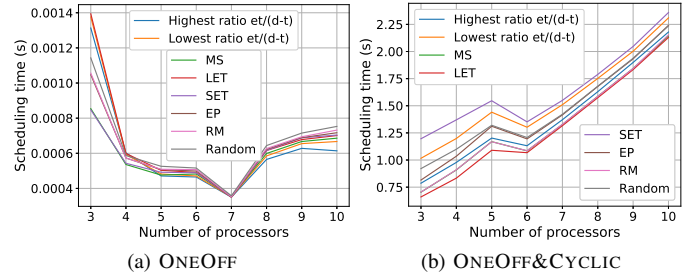 0.0014
0.0012
0.0010
0.0008
0.0006
0.0004
Scheduling time (s)
Highest ratio et/(d-t)
Lowest ratio et/(d-t)
MS
LET
SET
EP
RM
Random
3 4 5 6 7 8 9 10
Number of processors
(a) ONEOFF
2.25
2.00
1.75
1.50
1.25
1.00
0.75
Scheduling time (s)
Highest ratio et/(d-t)
Lowest ratio et/(d-t)
MS
LET
SET
EP
RM
Random
3 4 5 6 7 8 9 10
Number of processors
(b) ONEOFF&CYCLIC